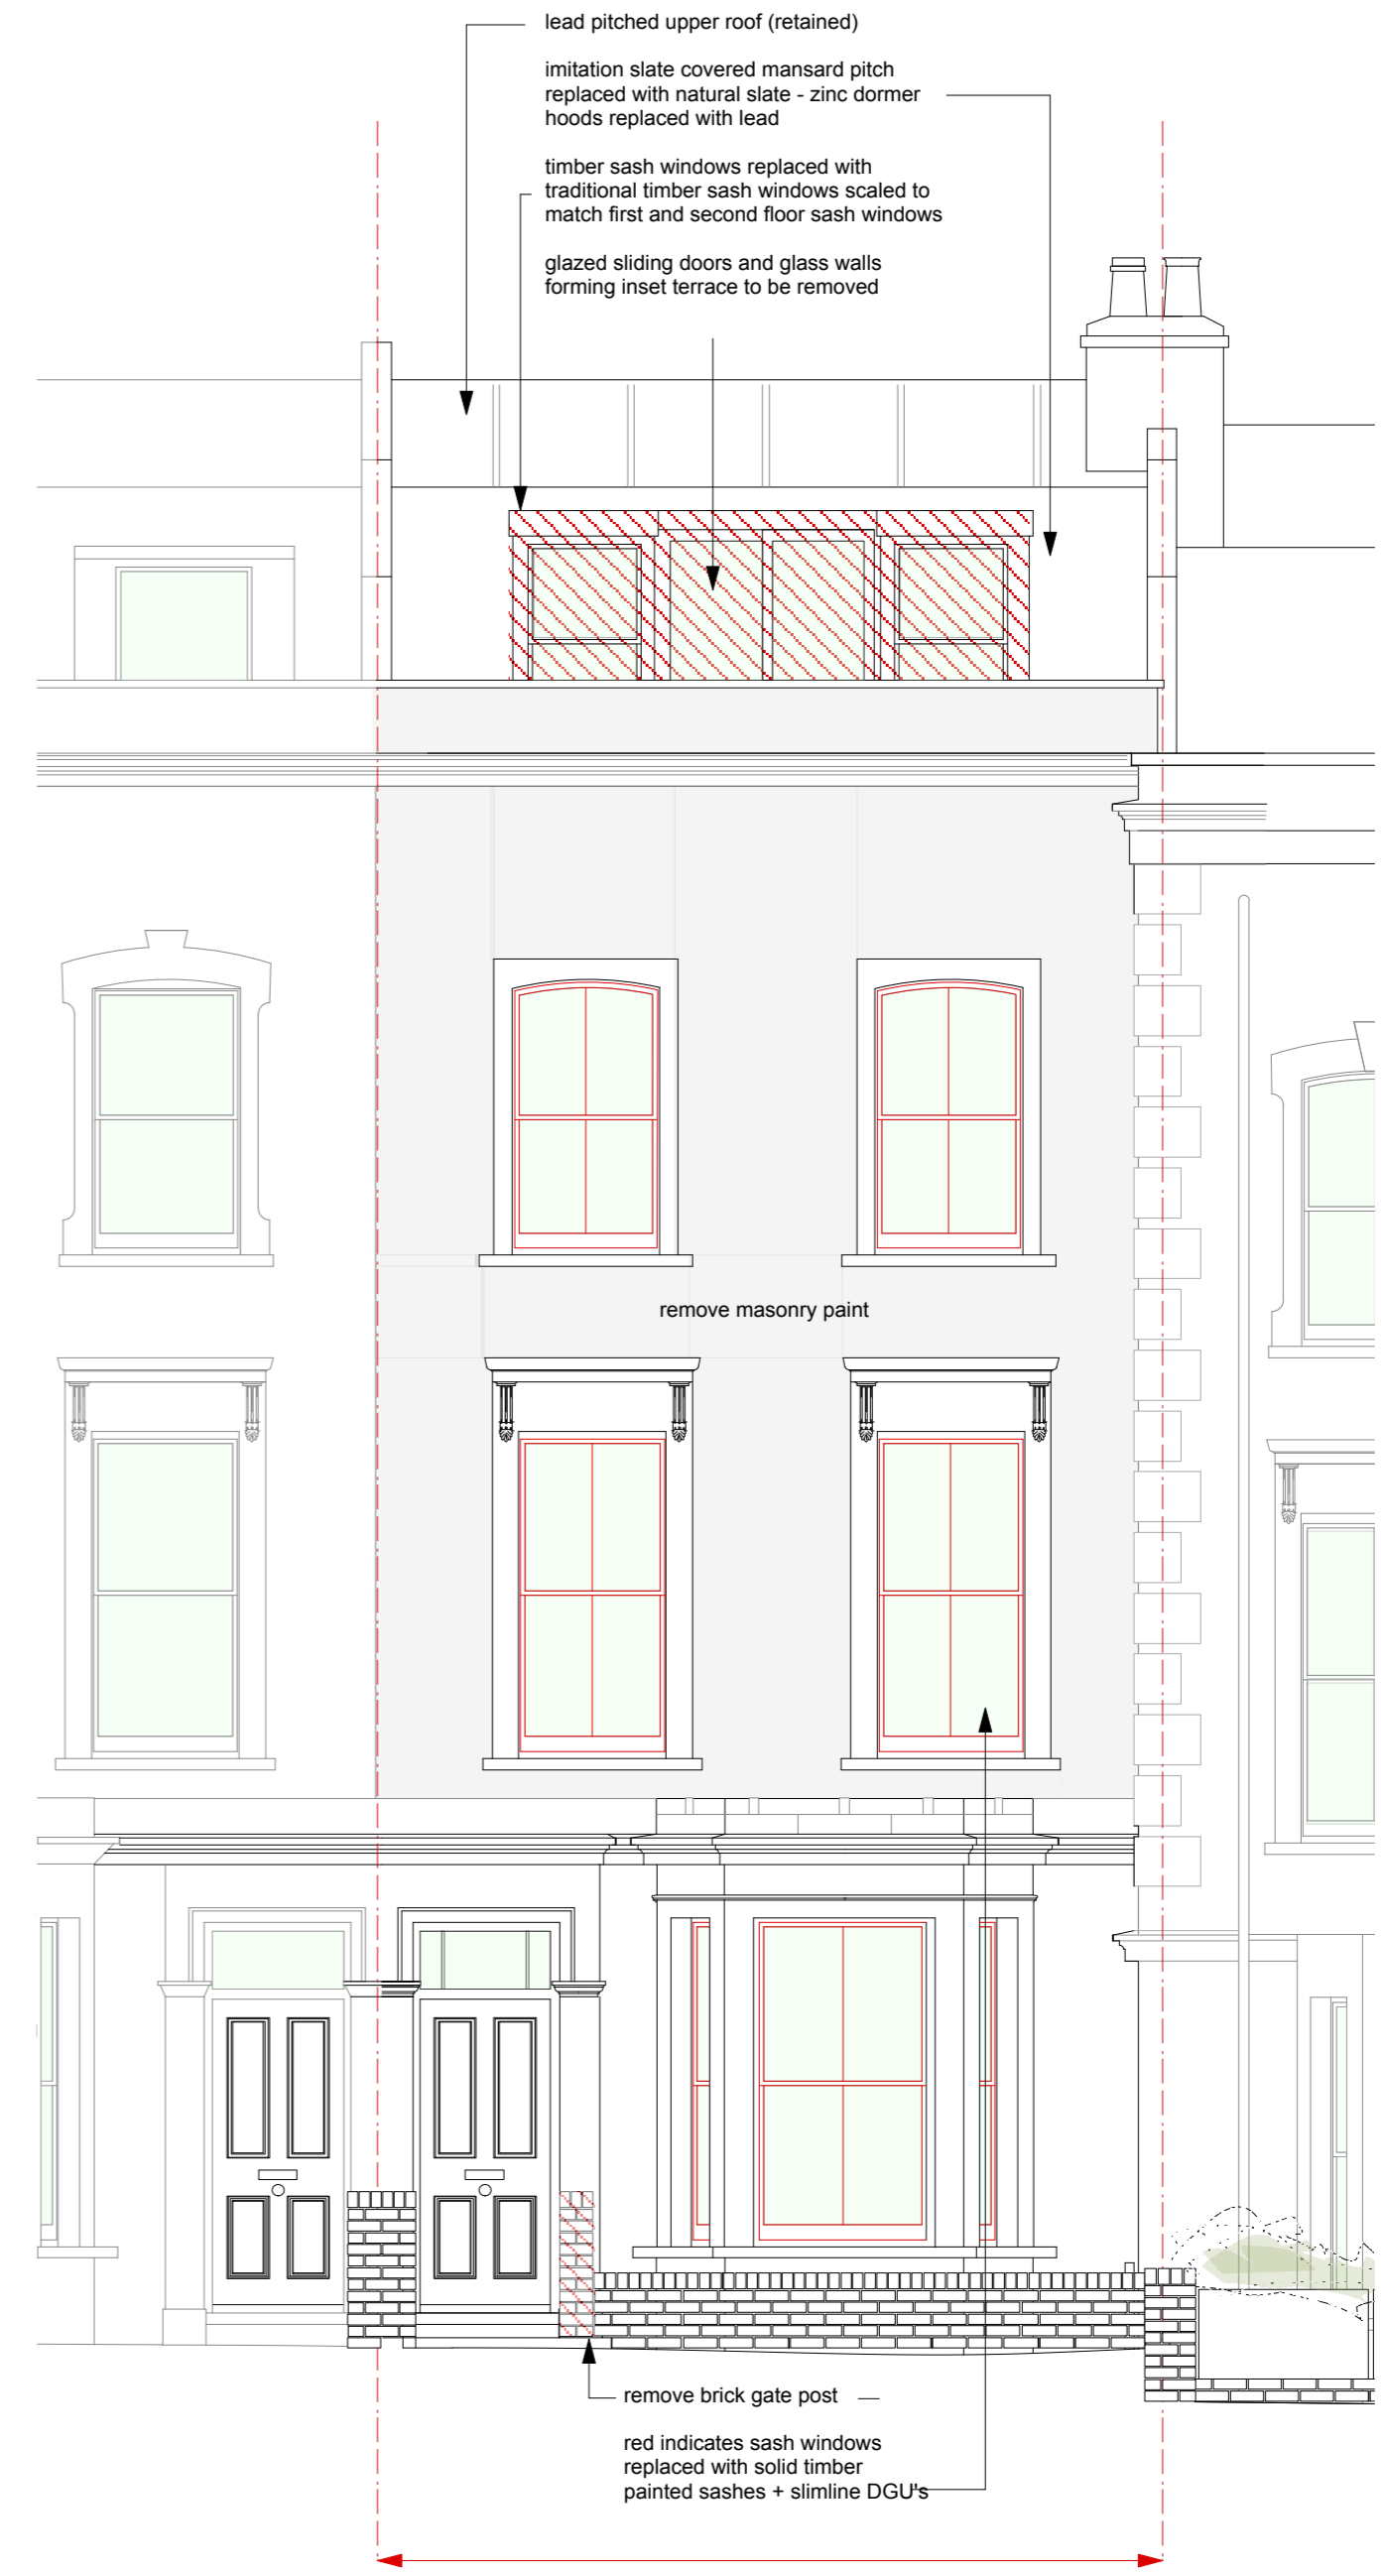 lead pitched upper roof (retained)
imitation slate covered mansard pitch
replaced with natural slate - zinc dormer
hoods replaced with lead
timber sash windows replaced with
traditional timber sash windows scaled to
match first and second floor sash windows
glazed sliding doors and glass walls
forming inset terrace to be removed
remove masonry paint
remove brick gate post
red indicates sash windows
replaced with solid timber
painted sashes + slimline DGU's